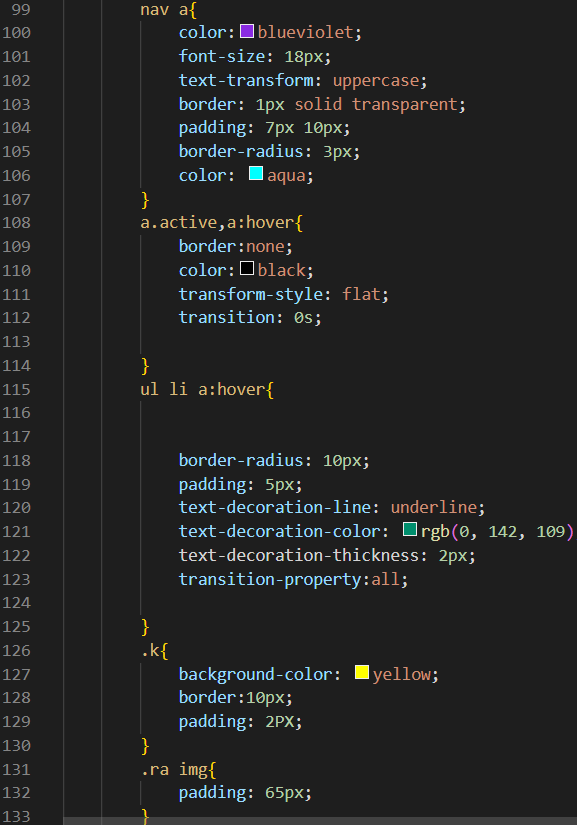 99 nav a{
100 color: blueviolet;
101 font-size: 18px;
102 text-transform: uppercase;
103 border: 1px solid transparent;
104 padding: 7px 10px;
105 border-radius: 3px;
106 color: aqua;
107 }
108 a.active,a:hover{
109 border:none;
110 color: black;
111 transform-style: flat;
112 transition: 0s;
113
114 }
115 ul li a:hover{
116
117
118 border-radius: 10px;
119 padding: 5px;
120 text-decoration-line: underline;
121 text-decoration-color: rgb(0, 142, 109)
122 text-decoration-thickness: 2px;
123 transition-property:all;
124
125 }
126 .k{
127 background-color: yellow;
128 border:10px;
129 padding: 2PX;
130 }
131 .ra img{
132 padding: 65px;
133 }